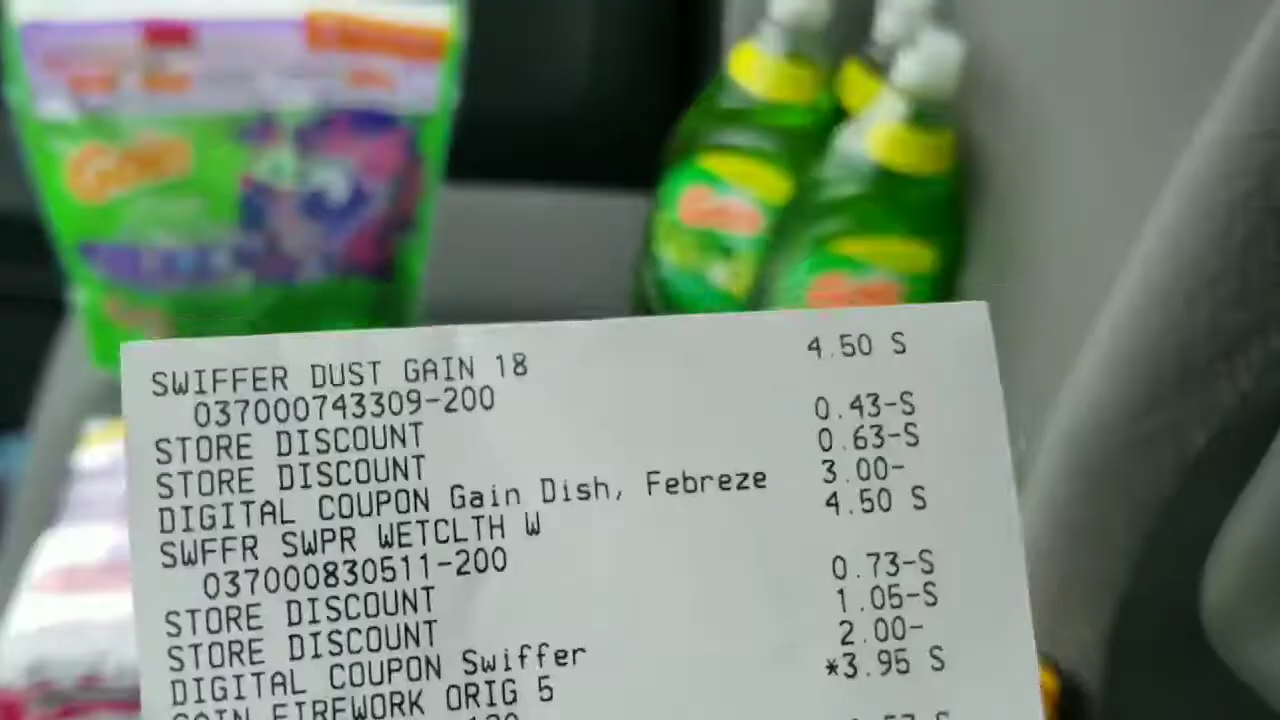 Gain
SWIFFER DUST GAIN 18 4.50 S
037000743309-200
STORE DISCOUNT 0.43-S
STORE DISCOUNT 0.63-S
DIGITAL COUPON Gain Dish, Febreze 3.00-
SWFFR SWPR WETCLTH W 4.50 S
037000830511-200
STORE DISCOUNT 0.73-S
STORE DISCOUNT 1.05-S
DIGITAL COUPON Swiffer 2.00-
GAIN FIREWORK ORIG 5 *3.95 S